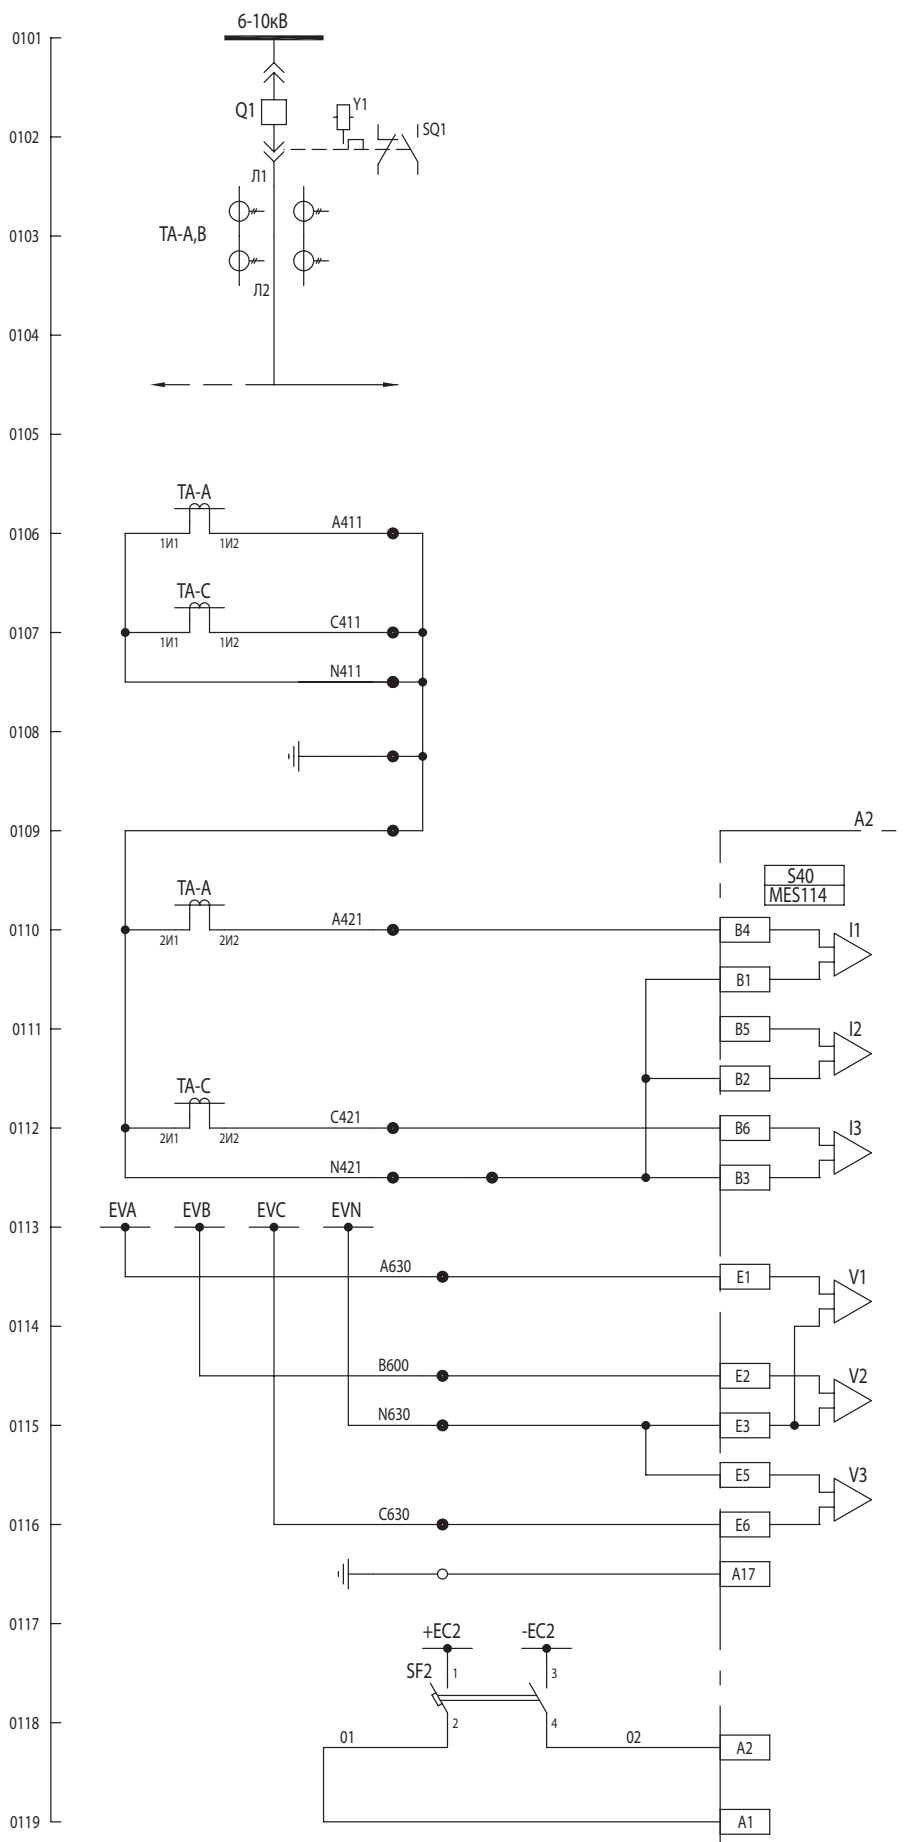 6-10кВ
0101
Q1
Y1
SQ1
0102
Л1
TA-A,B
0103
Л2
0104
0105
TA-A
A411
0106
1И1
1И2
TA-C
C411
0107
1И1
1И2
N411
0108
0109
A2
S40
MES114
TA-A
A421
0110
2И1
2И2
B4
I1
B1
0111
B5
I2
B2
TA-C
C421
0112
2И1
2И2
B6
I3
N421
B3
EVA
EVB
EVC
EVN
0113
A630
E1
V1
0114
B600
E2
V2
N630
0115
E3
E5
V3
C630
0116
E6
A17
0117
+EC2
-EC2
SF2
1
3
0118
2
4
01
02
A2
0119
A1